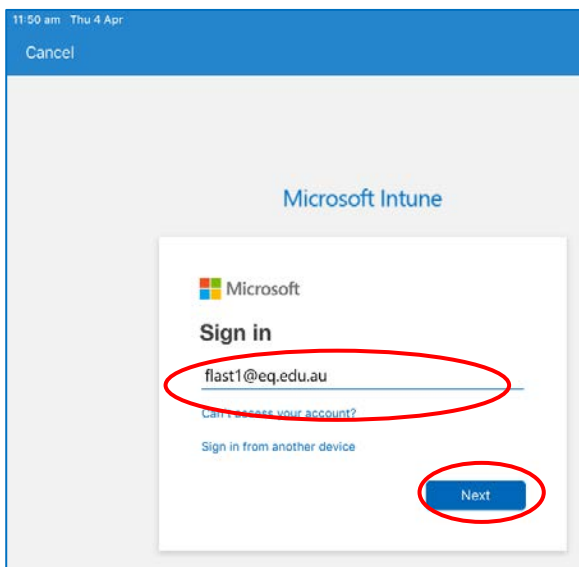 11:50 am Thu 4 Apr
Cancel
Microsoft Intune
Microsoft
Sign in
flast1@eq.edu.au
Can't access your account?
Sign in from another device
Next